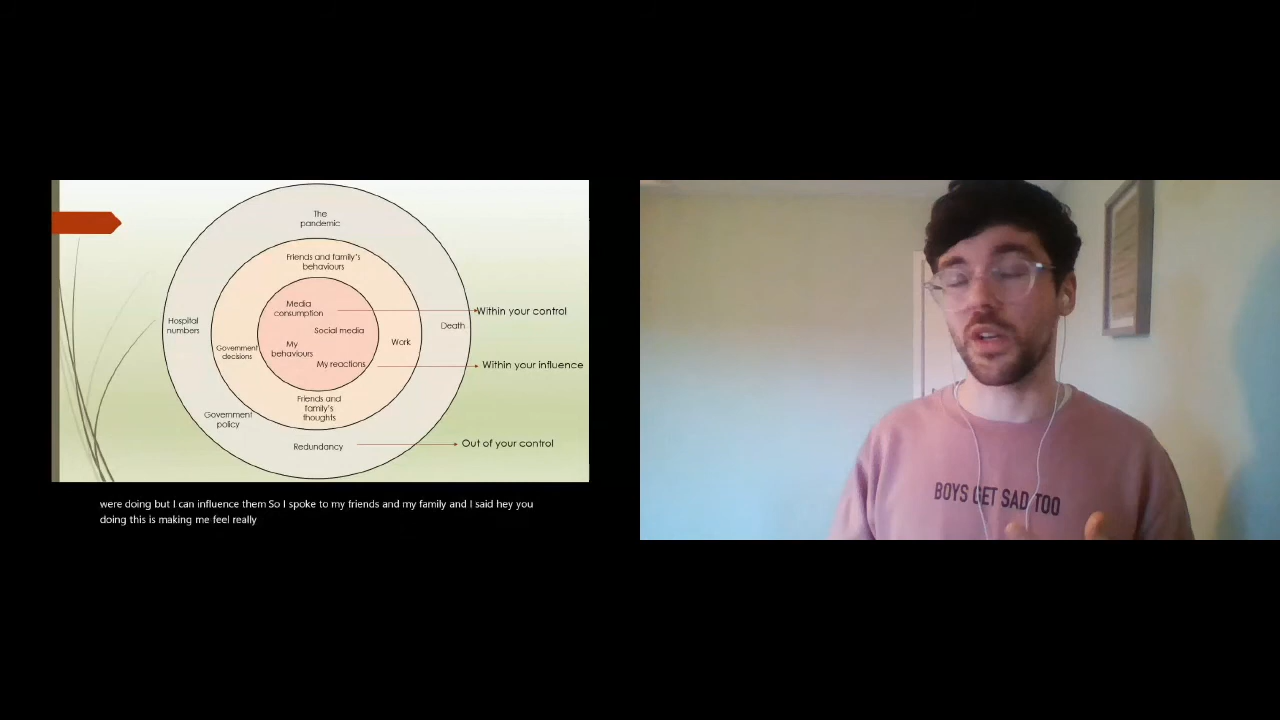 The
pandemic
Friends and family's
behaviours
Media
consumption
Within your control
Hospital
numbers
Social media
Death
Work
My
behaviours
Government
decisions
My reactions
Within your influence
Friends and
family's
thoughts
Government
policy
Redundancy
Out of your control
were doing but I can influence them So I spoke to my friends and my family and I said hey you
doing this is making me feel really
BOYS GET SAD TOO